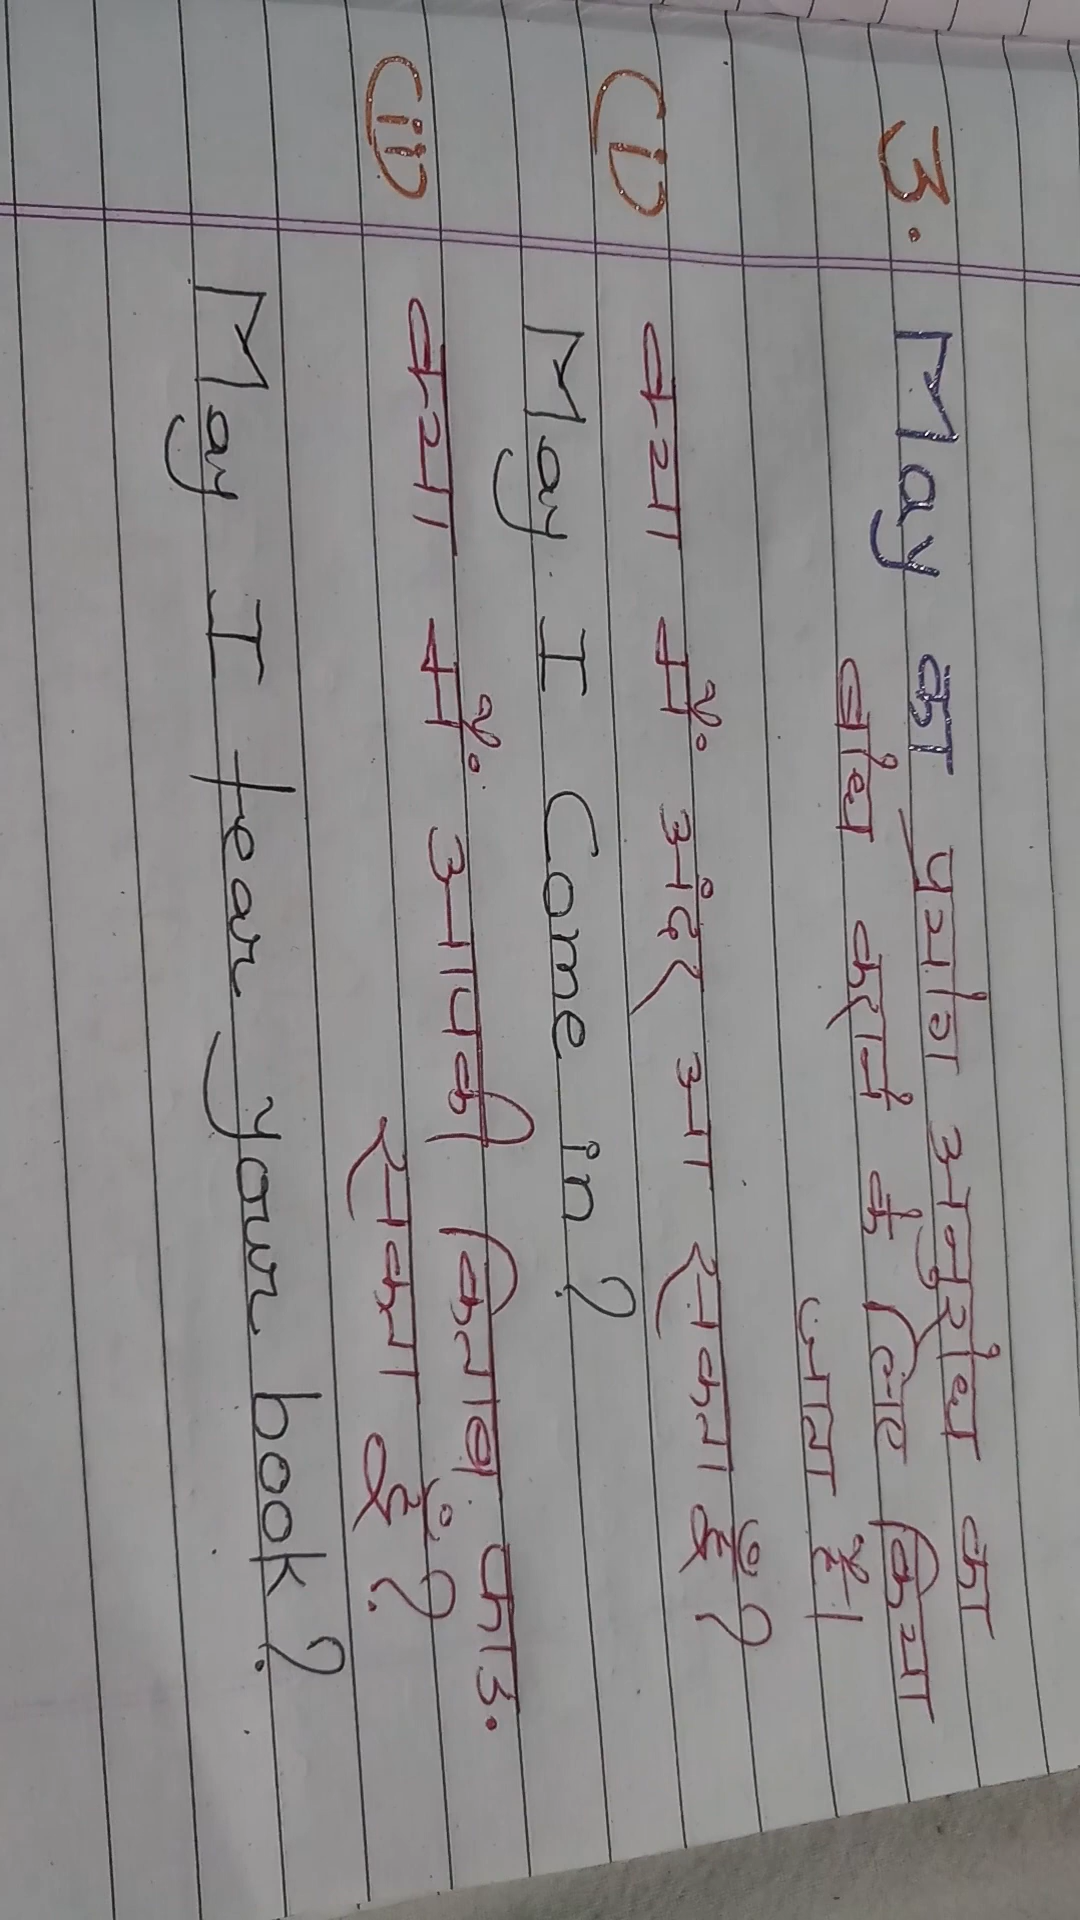 3. May का प्रयोग अनुरोध का
बोध कराने के लिए किया
जाता है।
(i) क्या मैं अंदर आ सकता हूँ?
May I Come in?
(ii) क्या मैं आपकी किताब फाड़
सकता हूँ?
May I tear your book?